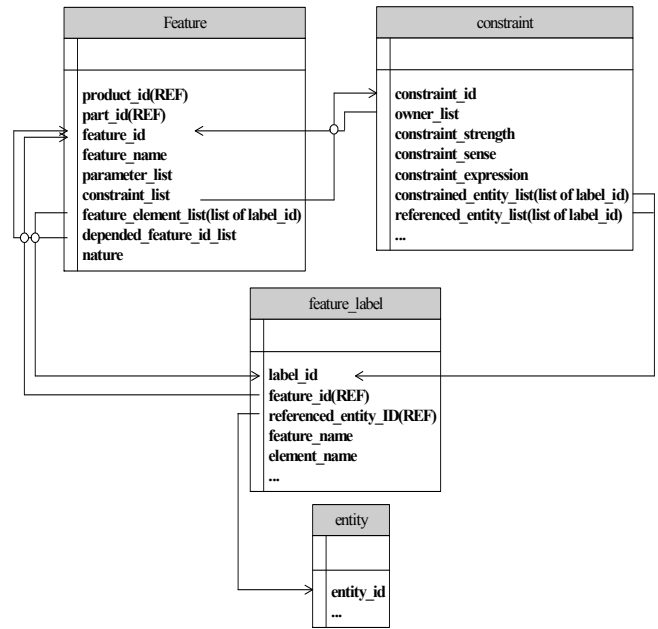 Feature
product_id(REF)
part_id(REF)
feature_id
feature_name
parameter_list
constraint_list
feature_element_list(list of label_id)
depended_feature_id_list
nature
constraint
constraint_id
owner_list
constraint_strength
constraint_sense
constraint_expression
constrained_entity_list(list of label_id)
referenced_entity_list(list of label_id)
...
feature_label
label_id
feature_id(REF)
referenced_entity_ID(REF)
feature_name
element_name
...
entity
entity_id
...